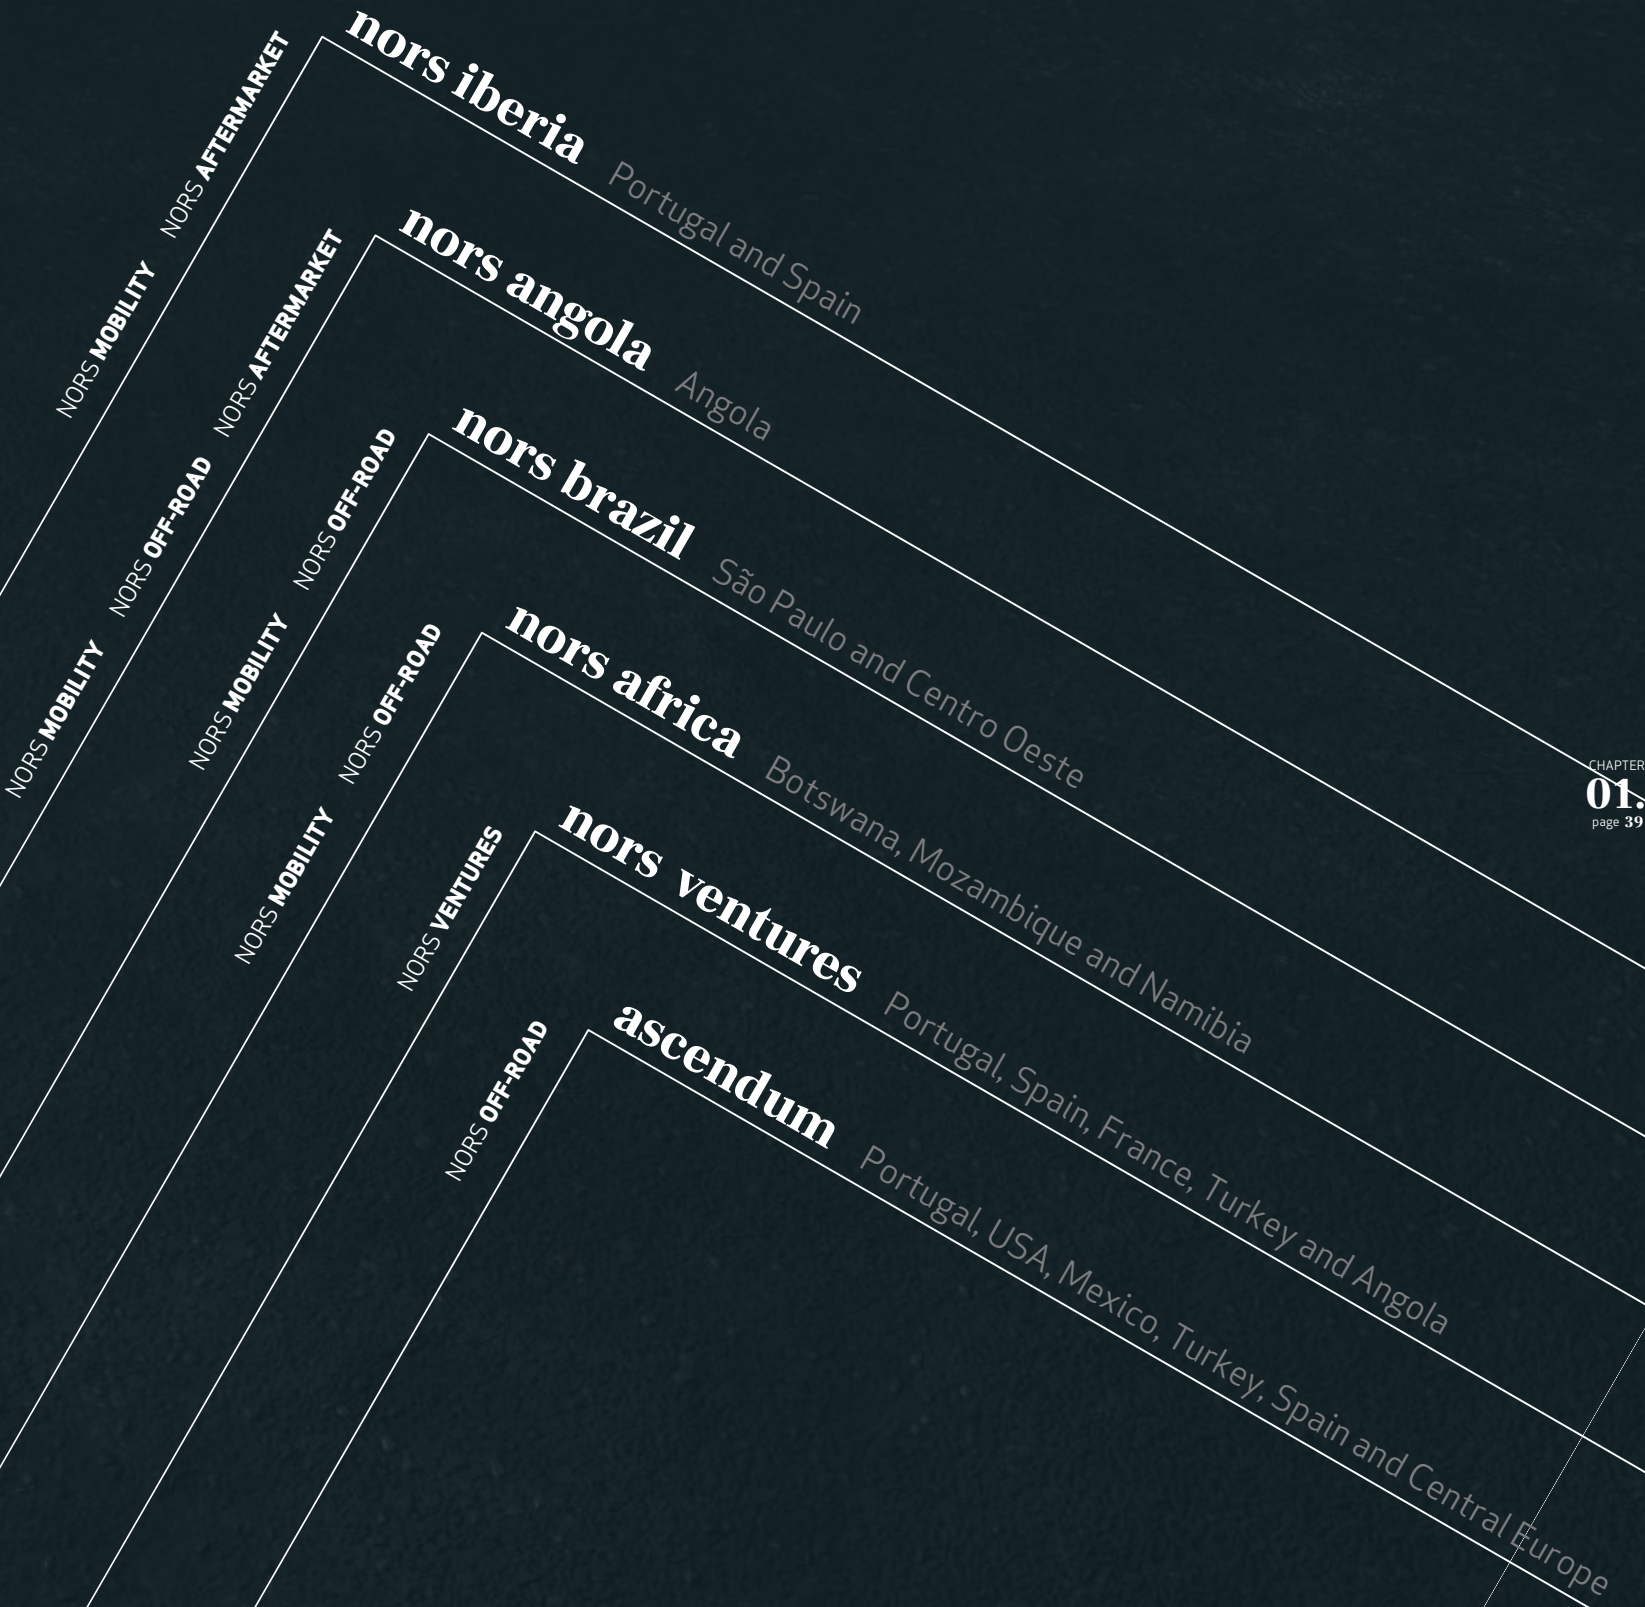 nors iberia Portugal and Spain
NORS AFTERMARKET
NORS MOBILITY
nors angola Angola
NORS AFTERMARKET
NORS OFF-ROAD
NORS MOBILITY
nors brazil São Paulo and Centro Oeste
NORS OFF-ROAD
NORS MOBILITY
nors africa Botswana, Mozambique and Namibia
NORS OFF-ROAD
NORS MOBILITY
nors ventures Portugal, Spain, France, Turkey and Angola
NORS VENTURES
ascendum Portugal, USA, Mexico, Turkey, Spain and Central Europe
NORS OFF-ROAD
CHAPTER
01.
page 39